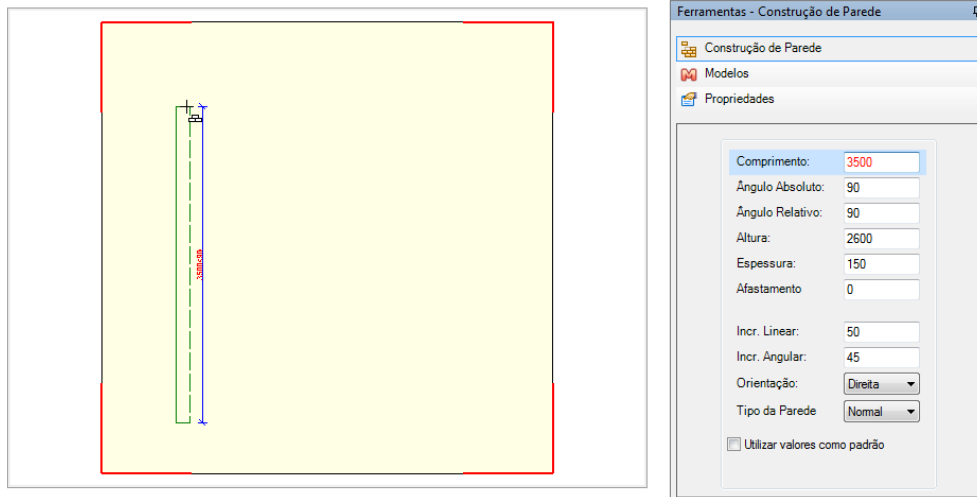 Ferramentas - Construção de Parede
Construção de Parede
Modelos
Propriedades
3500<90
Comprimento: 3500
Ângulo Absoluto: 90
Ângulo Relativo: 90
Altura: 2600
Espessura: 150
Afastamento 0
Incr. Linear: 50
Incr. Angular: 45
Orientação: Direita
Tipo da Parede Normal
Utilizar valores como padrão